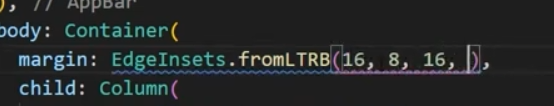 ), // AppBar
body: Container(
margin: EdgeInsets.fromLTRB(16, 8, 16, ),
child: Column(